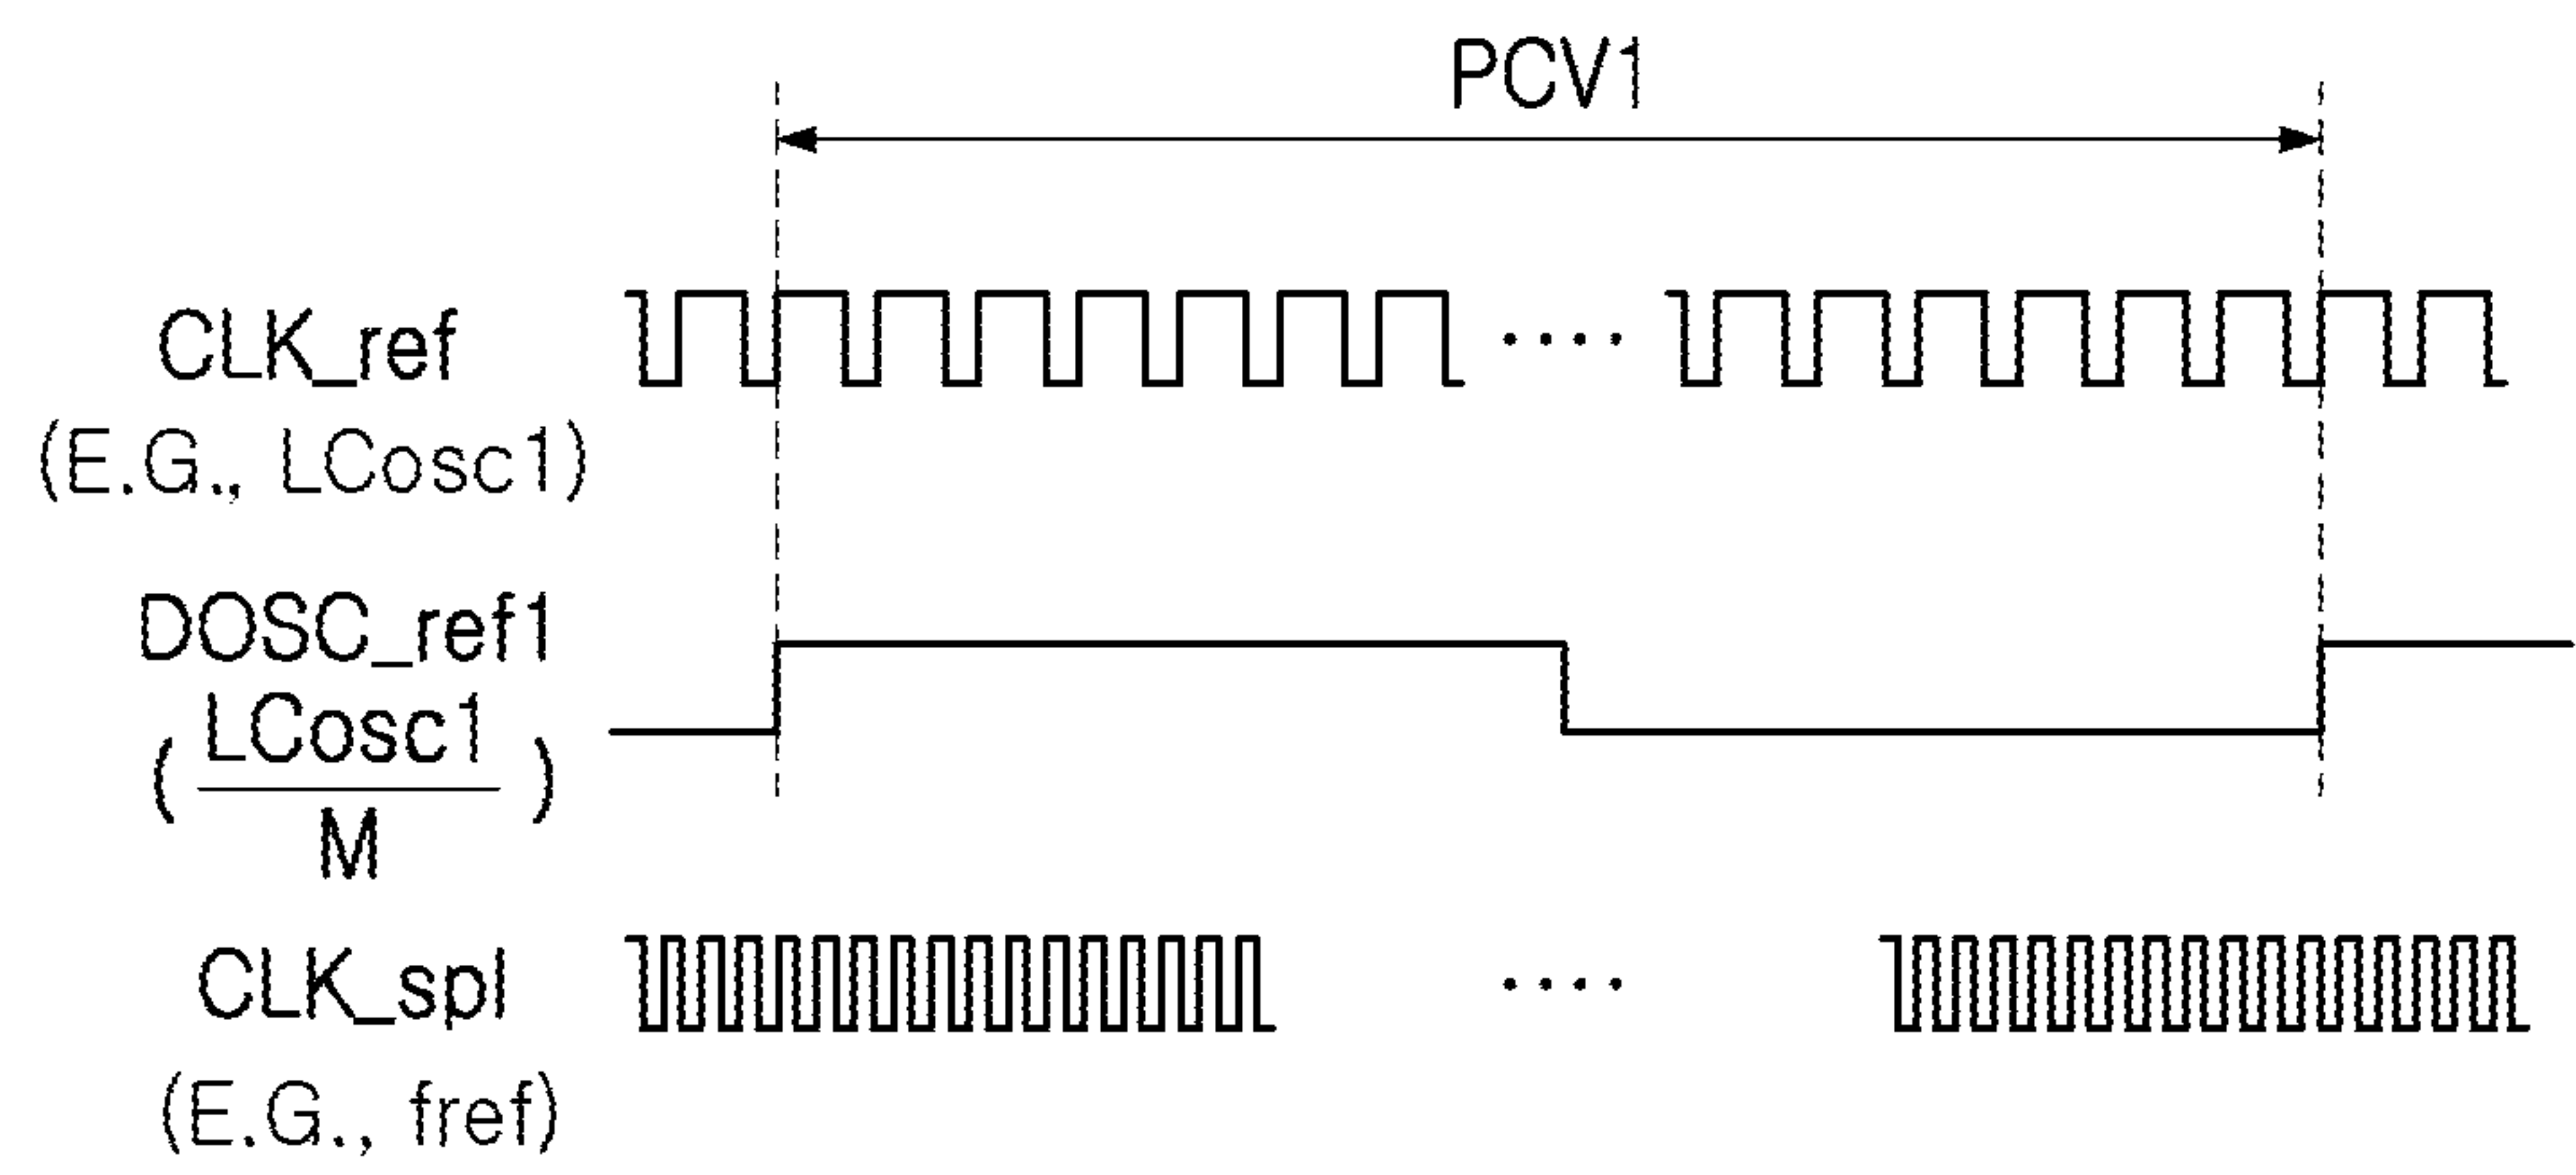 PCV1
CLK_ref
(E.G., LCosc1)
DOSC_ref1
( LCosc1 )
M
CLK_spl
(E.G., fref)